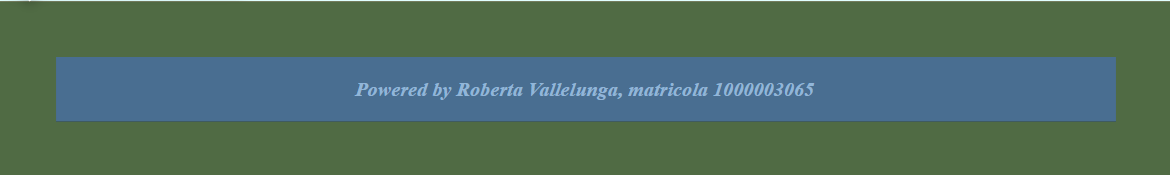 Powered by Roberta Vallelunga, matricola 1000003065